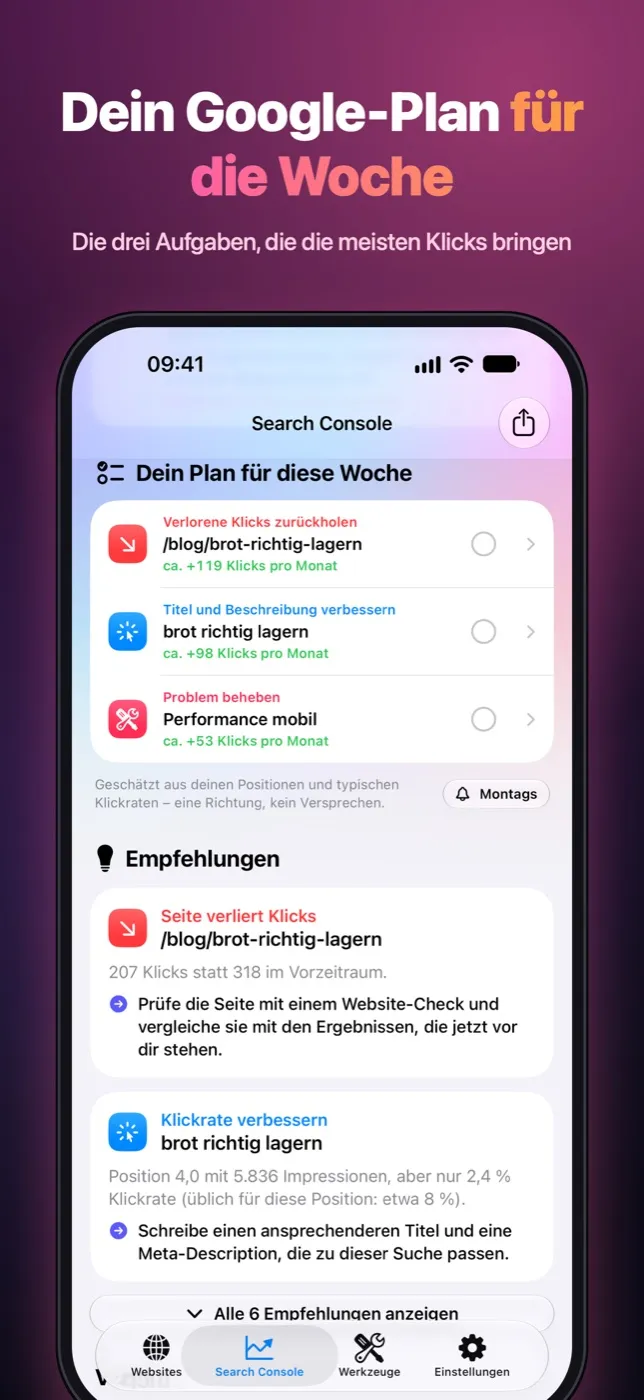 Dein Google-Plan für
die Woche
Die drei Aufgaben, die die meisten Klicks bringen
09:41
Search Console
Dein Plan für diese Woche
Verlorene Klicks zurückholen
/blog/brot-richtig-lagern
ca. +119 Klicks pro Monat
Titel und Beschreibung verbessern
brot richtig lagern
ca. +98 Klicks pro Monat
Problem beheben
Performance mobil
ca. +53 Klicks pro Monat
Geschätzt aus deinen Positionen und typischen
Klickraten – eine Richtung, kein Versprechen.
Montags
Empfehlungen
Seite verliert Klicks
/blog/brot-richtig-lagern
207 Klicks statt 318 im Vorzeitraum.
Prüfe die Seite mit einem Website-Check und
vergleiche sie mit den Ergebnissen, die jetzt vor
dir stehen.
Klickrate verbessern
brot richtig lagern
Position 4,0 mit 5.836 Impressionen, aber nur 2,4 %
Klickrate (üblich für diese Position: etwa 8 %).
Schreibe einen ansprechenderen Titel und eine
Meta-Description, die zu dieser Suche passen.
Alle 6 Empfehlungen anzeigen
Websites
Search Console
Werkzeuge
Einstellungen